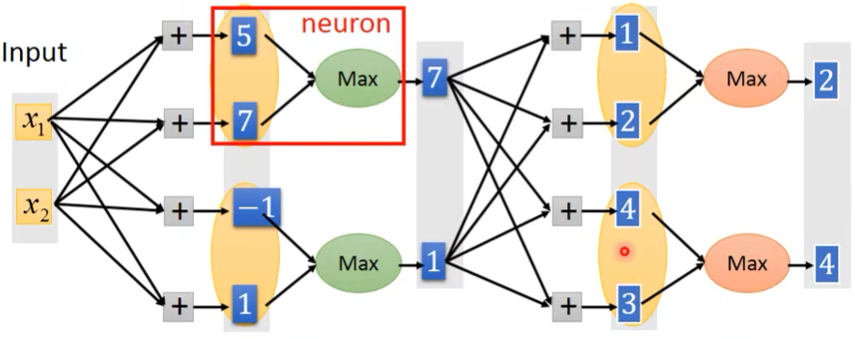 neuron
Input
+ 5
Max
7
+ 7
x₁
+ −1
x₂
Max
1
+ 1
+ 1
Max
2
+ 2
+ 4
Max
4
+ 3